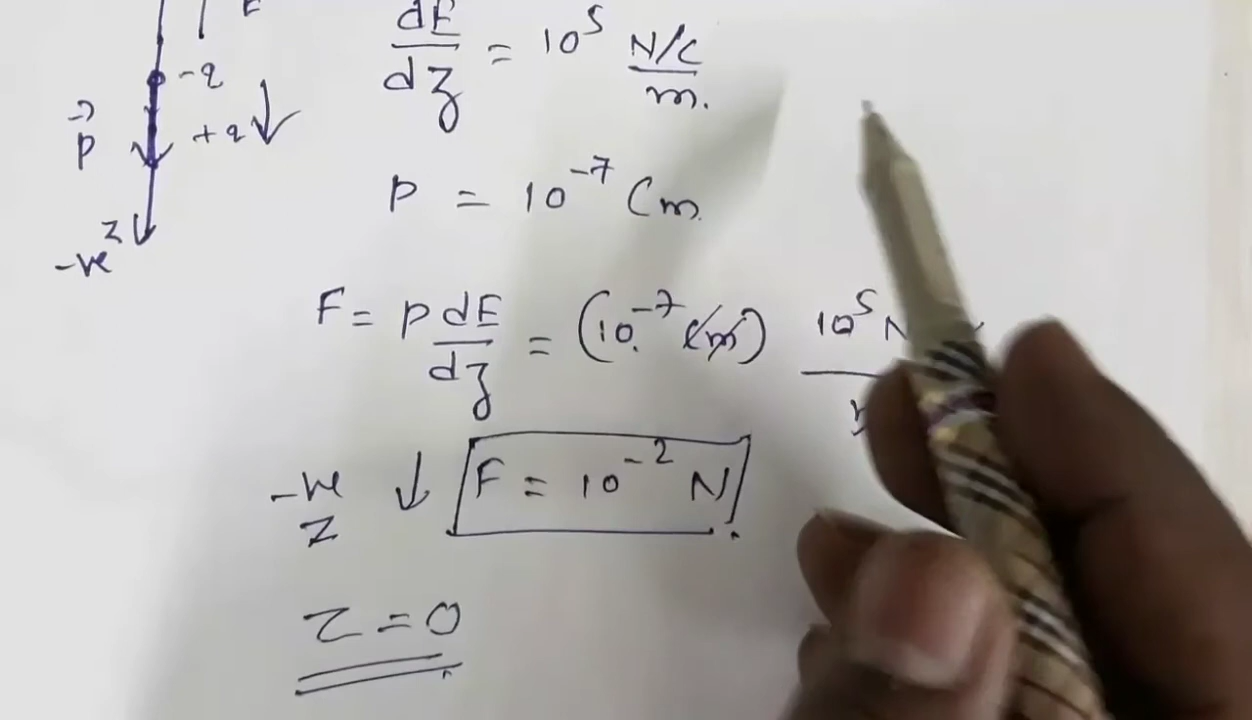 E
dE/dz = 10^5 N/C/m.
-q
+q
p⃗
p = 10^-7 Cm
z
-ve
F = p dE/dz = (10^-7 Cm) 10^5 N
-ve z ↓ F = 10^-2 N
τ = 0